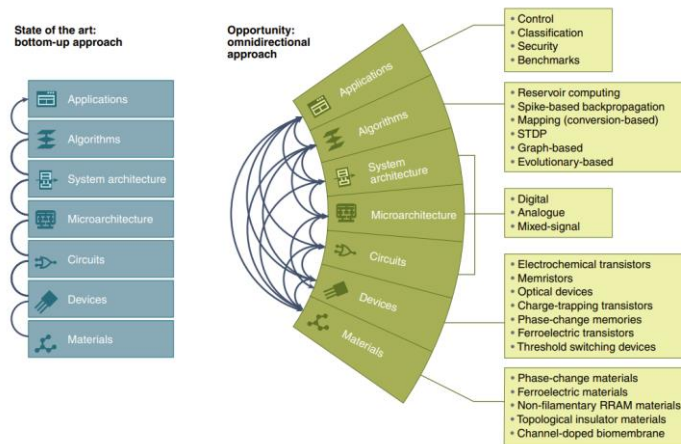 State of the art:
bottom-up approach
Applications
Algorithms
System architecture
Microarchitecture
Circuits
Devices
Materials
Opportunity:
omnidirectional
approach
Applications
Algorithms
System
architecture
Microarchitecture
Circuits
Devices
Materials
• Control
• Classification
• Security
• Benchmarks
• Reservoir computing
• Spike-based backpropagation
• Mapping (conversion-based)
• STDP
• Graph-based
• Evolutionary-based
• Digital
• Analogue
• Mixed-signal
• Electrochemical transistors
• Memristors
• Optical devices
• Charge-trapping transistors
• Phase-change memories
• Ferroelectric transistors
• Threshold switching devices
• Phase-change materials
• Ferroelectric materials
• Non-filamentary RRAM materials
• Topological insulator materials
• Channel-doped biomembrane